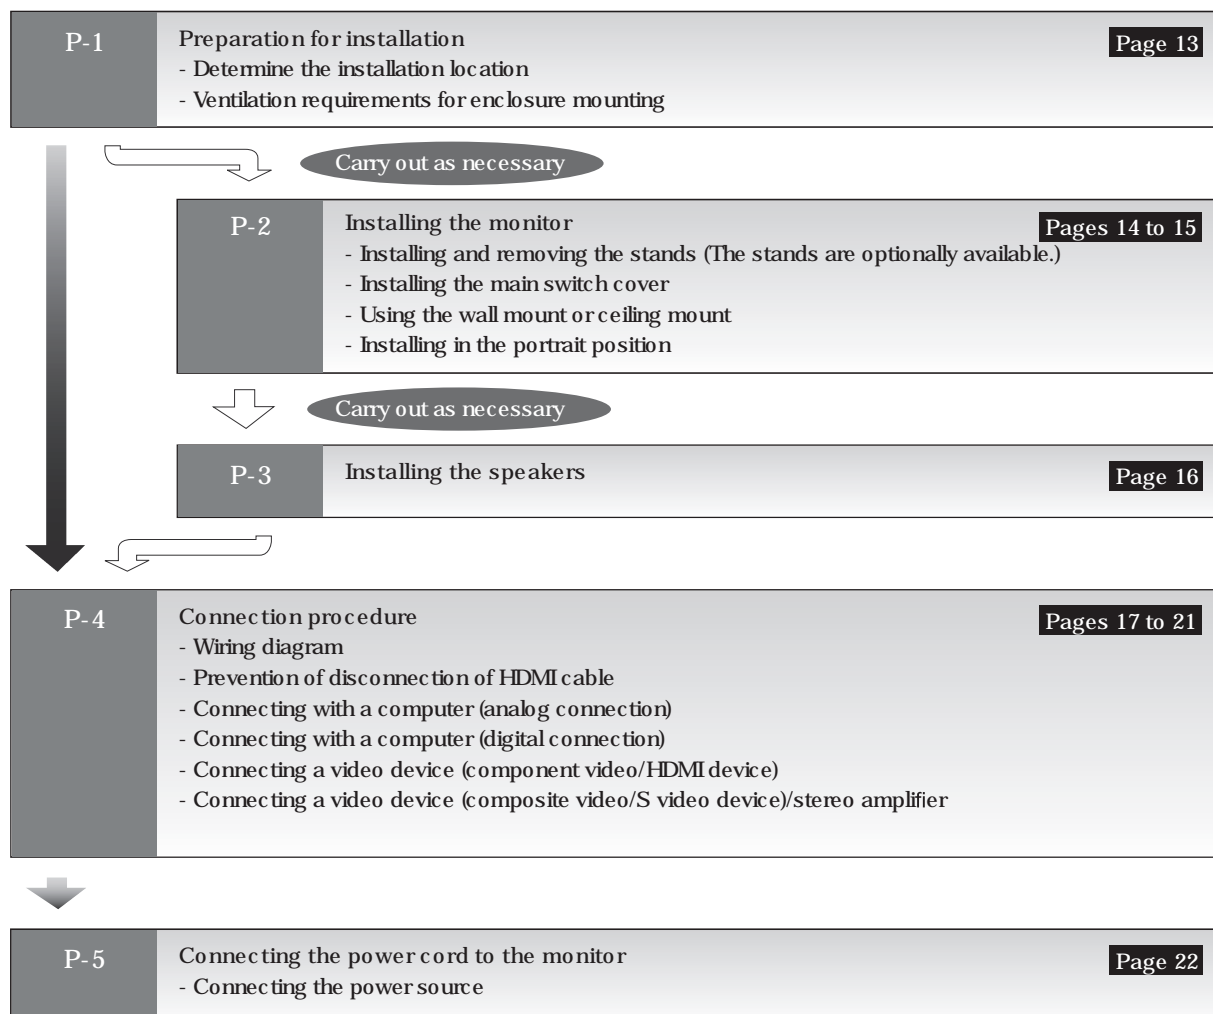 P-1
Preparation for installation
Page 13
- Determine the installation location
- Ventilation requirements for enclosure mounting
Carry out as necessary
P-2
Installing the monitor
Pages 14 to 15
- Installing and removing the stands (The stands are optionally available.)
- Installing the main switch cover
- Using the wall mount or ceiling mount
- Installing in the portrait position
Carry out as necessary
P-3
Installing the speakers
Page 16
P-4
Connection procedure
Pages 17 to 21
- Wiring diagram
- Prevention of disconnection of HDMI cable
- Connecting with a computer (analog connection)
- Connecting with a computer (digital connection)
- Connecting a video device (component video/HDMI device)
- Connecting a video device (composite video/S video device)/stereo amplifier
P-5
Connecting the power cord to the monitor
Page 22
- Connecting the power source